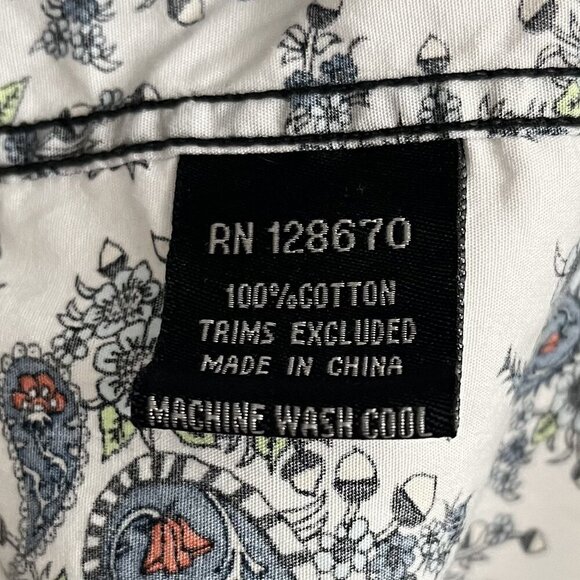 RN 128670
100%COTTON
TRIMS EXCLUDED
MADE IN CHINA
MACHINE WASH COOL